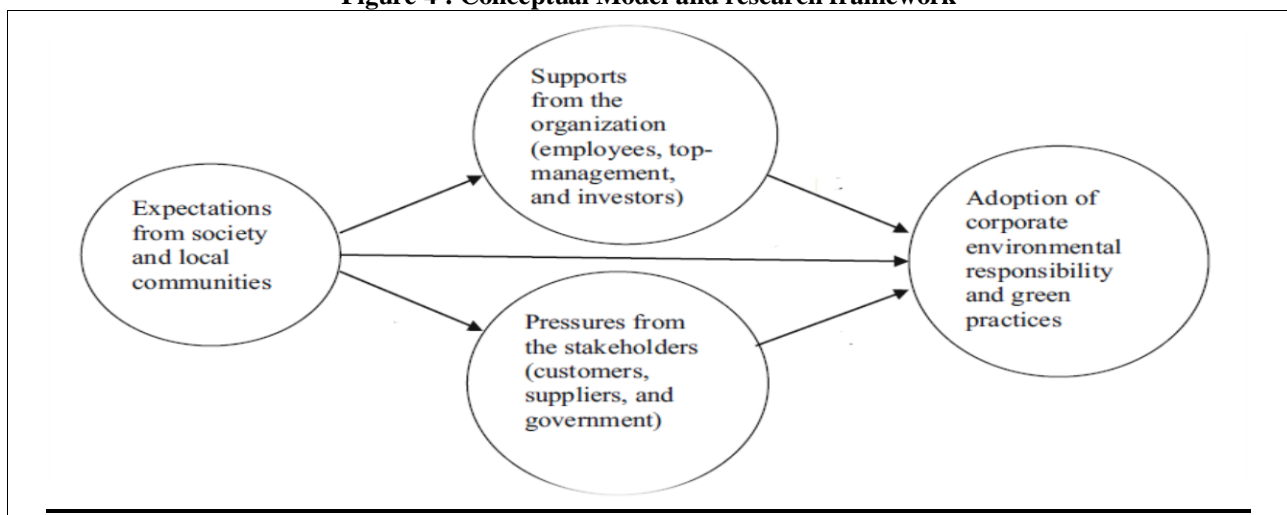 Figure 4 : Conceptual Model and research framework
Supports
from the
organization
(employees, top-
management,
and investors)
Expectations
from society
and local
communities
Adoption of
corporate
environmental
responsibility
and green
practices
Pressures from
the stakeholders
(customers,
suppliers, and
government)